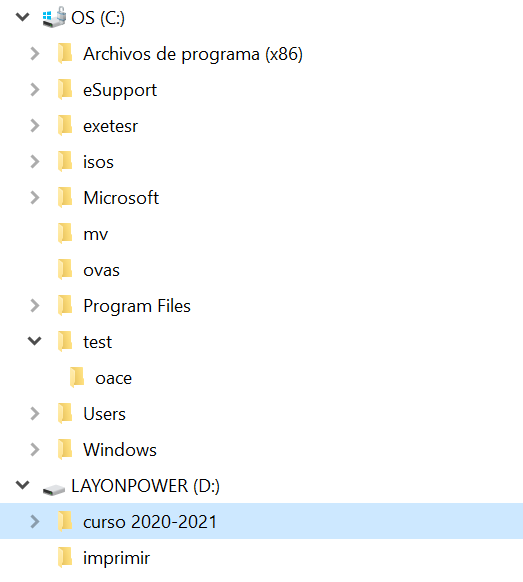 OS (C:)
Archivos de programa (x86)
eSupport
exetesr
isos
Microsoft
mv
ovas
Program Files
test
oace
Users
Windows
LAYONPOWER (D:)
curso 2020-2021
imprimir